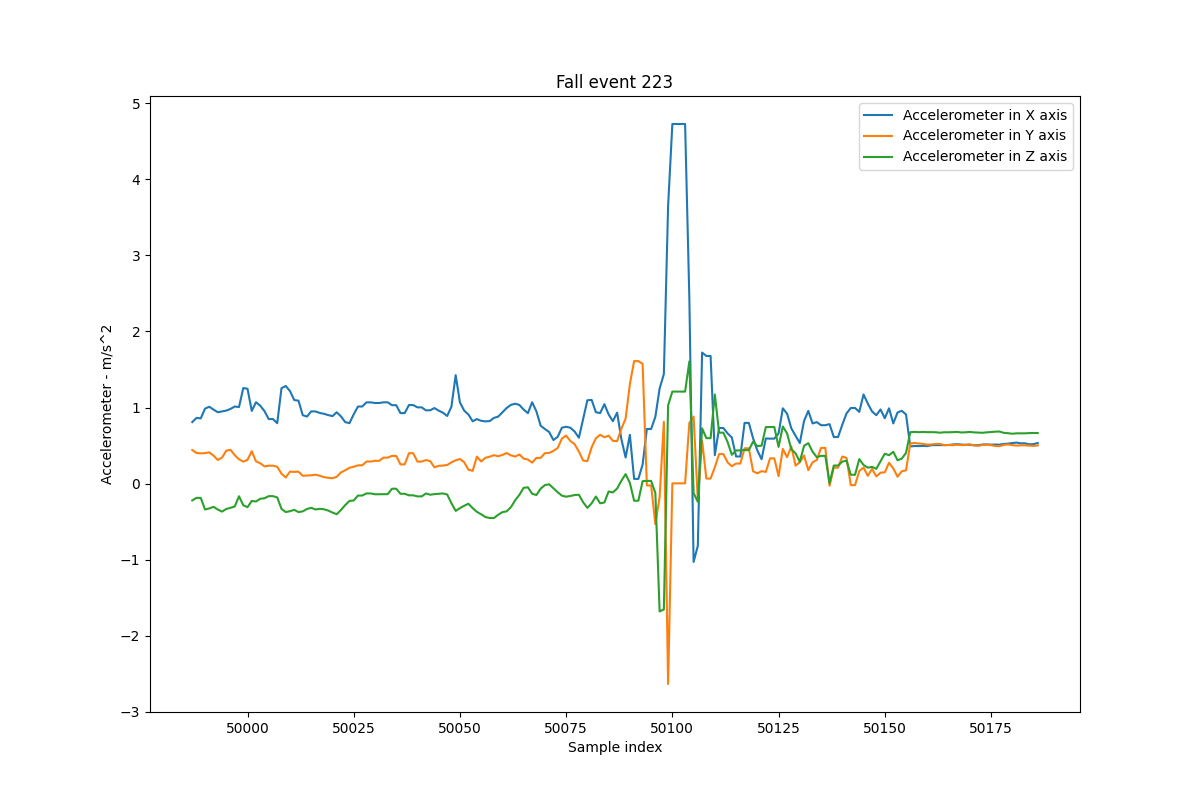 Fall event 223
Accelerometer in X axis
Accelerometer in Y axis
Accelerometer in Z axis
5
4
3
2
1
0
−1
−2
−3
Accelerometer - m/s^2
50000 50025 50050 50075 50100 50125 50150 50175
Sample index